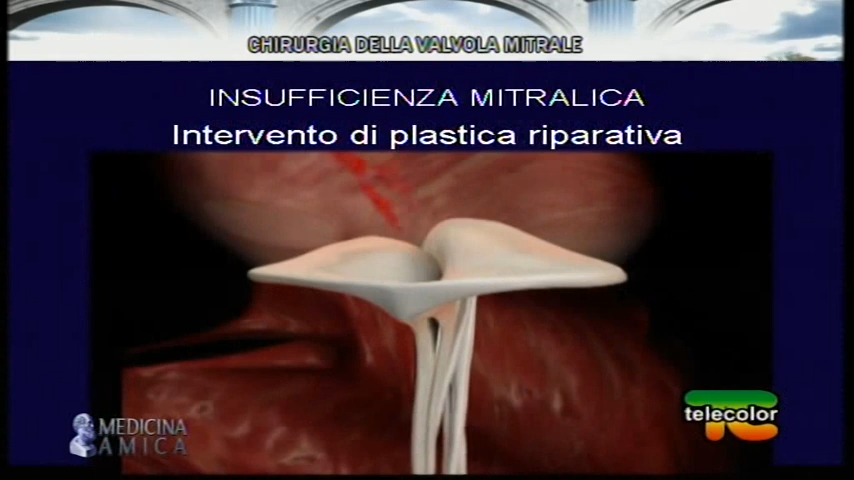 CHIRURGIA DELLA VALVOLA MITRALE
INSUFFICIENZA MITRALICA
Intervento di plastica riparativa
MEDICINA
AMICA
telecolor